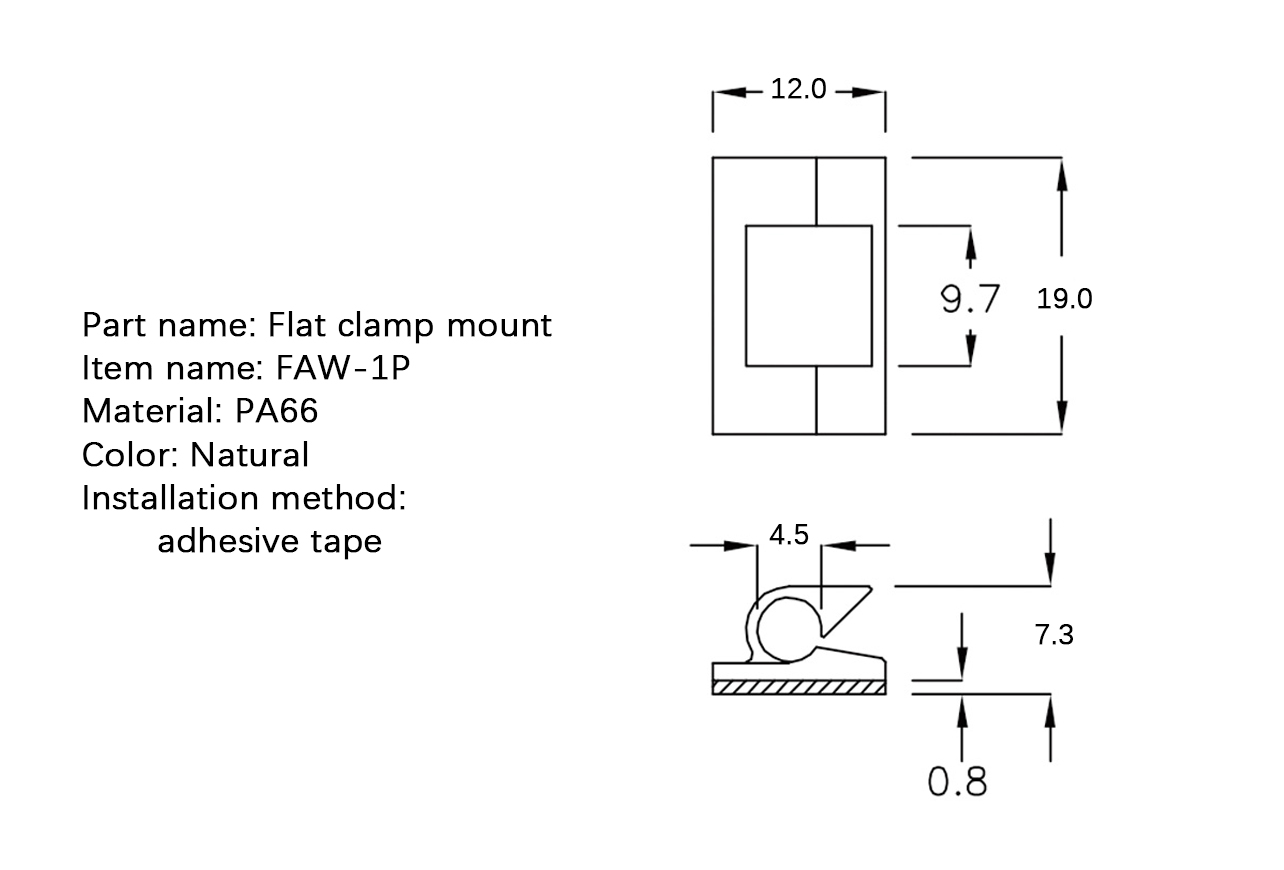 12.0
9.7
19.0
Part name: Flat clamp mount
Item name: FAW-1P
Material: PA66
Color: Natural
Installation method:
adhesive tape
4.5
7.3
0.8